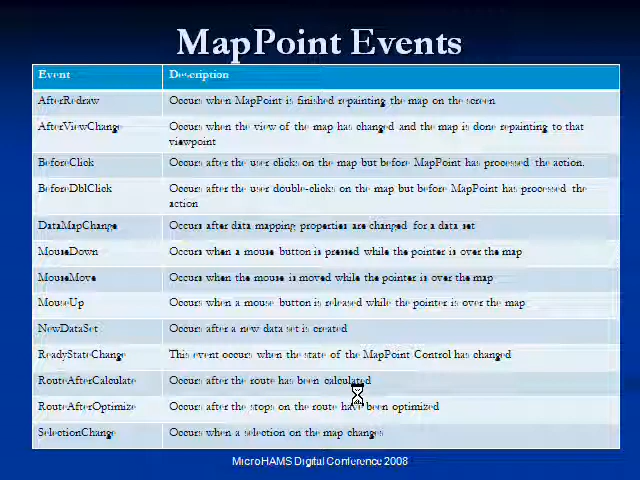 MapPoint Events
Event Description
AfterRedraw Occurs when MapPoint is finished repainting the map on the screen
AfterViewChange Occurs when the view of the map has changed and the map is done repainting to that
viewpoint
BeforeClick Occurs after the user clicks on the map but before MapPoint has processed the action.
BeforeDblClick Occurs after the user double-clicks on the map but before MapPoint has processed the
action
DataMapChange Occurs after data mapping properties are changed for a data set
MouseDown Occurs when a mouse button is pressed while the pointer is over the map
MouseMove Occurs when the mouse is moved while the pointer is over the map
MouseUp Occurs when a mouse button is released while the pointer is over the map
NewDataSet Occurs after a new data set is created
ReadyStateChange This event occurs when the state of the MapPoint Control has changed
RouteAfterCalculate Occurs after the route has been calculated
RouteAfterOptimize Occurs after the stops on the route have been optimized
SelectionChange Occurs when a selection on the map changes
MicroHAMS Digital Conference 2008